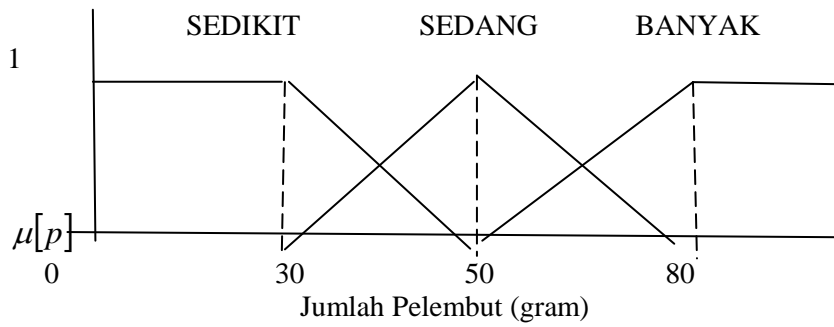 SEDIKIT SEDANG BANYAK
1
μ[p]
0 30 50 80
Jumlah Pelembut (gram)